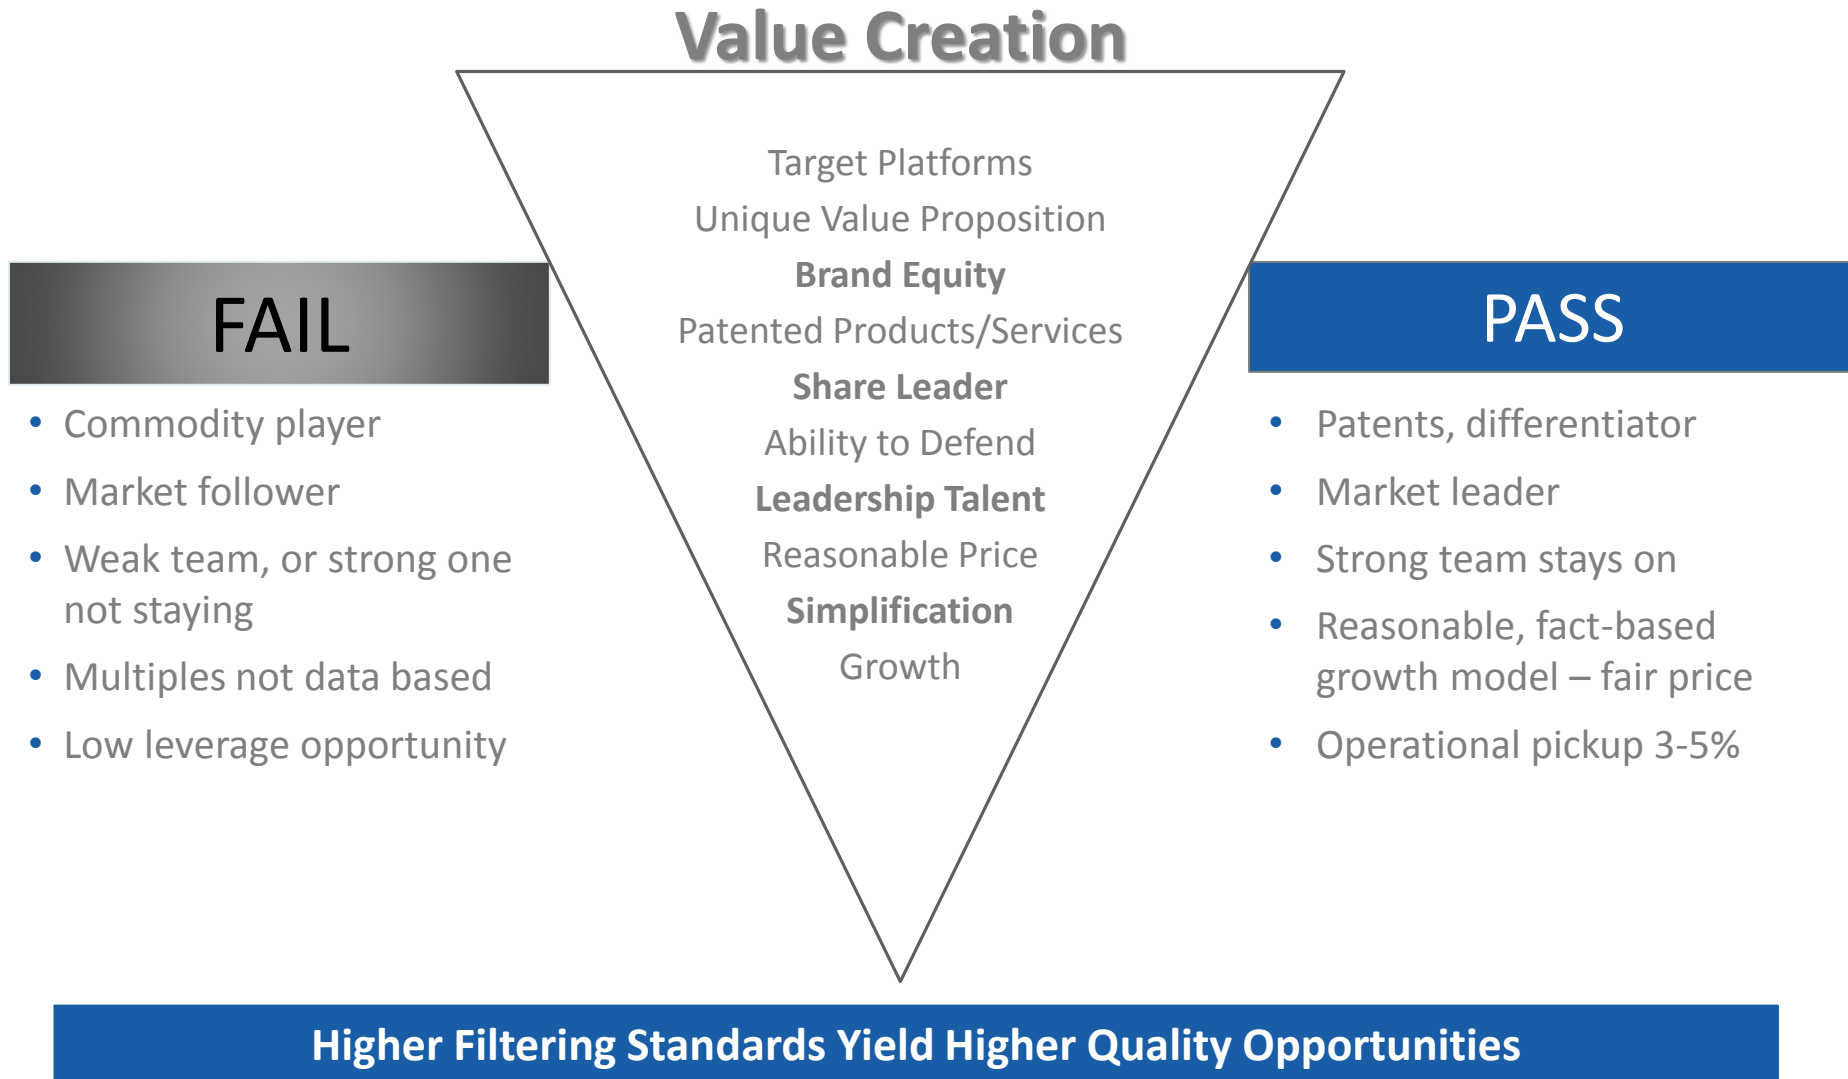 Value Creation
Target Platforms
Unique Value Proposition
Brand Equity
Patented Products/Services
Share Leader
Ability to Defend
Leadership Talent
Reasonable Price
Simplification
Growth
FAIL
• Commodity player
• Market follower
• Weak team, or strong one
not staying
• Multiples not data based
• Low leverage opportunity
PASS
• Patents, differentiator
• Market leader
• Strong team stays on
• Reasonable, fact-based
growth model – fair price
• Operational pickup 3-5%
Higher Filtering Standards Yield Higher Quality Opportunities